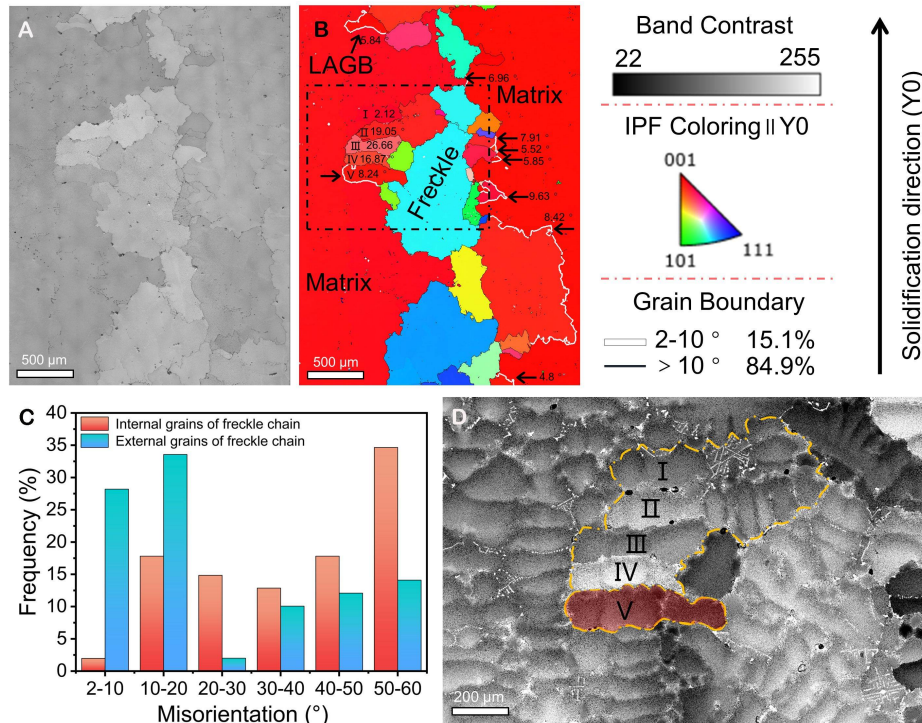 A
500 μm
B
5.84 °
LAGB
6.96 °
Matrix
I 2.12 °
II 19.05 °
III 26.66 °
IV 16.87 °
V 8.24 °
Freckle
7.91 °
5.52 °
5.85 °
9.63 °
8.42 °
Matrix
4.8 °
500 μm
Band Contrast
22 255
IPF Coloring || Y0
001
101 111
Grain Boundary
2-10 ° 15.1%
> 10 ° 84.9%
Solidification direction (Y0)
C
Internal grains of freckle chain
External grains of freckle chain
Frequency (%)
40
35
30
25
20
15
10
5
0
2-10 10-20 20-30 30-40 40-50 50-60
Misorientation (°)
D
I
II
III
IV
V
200 μm